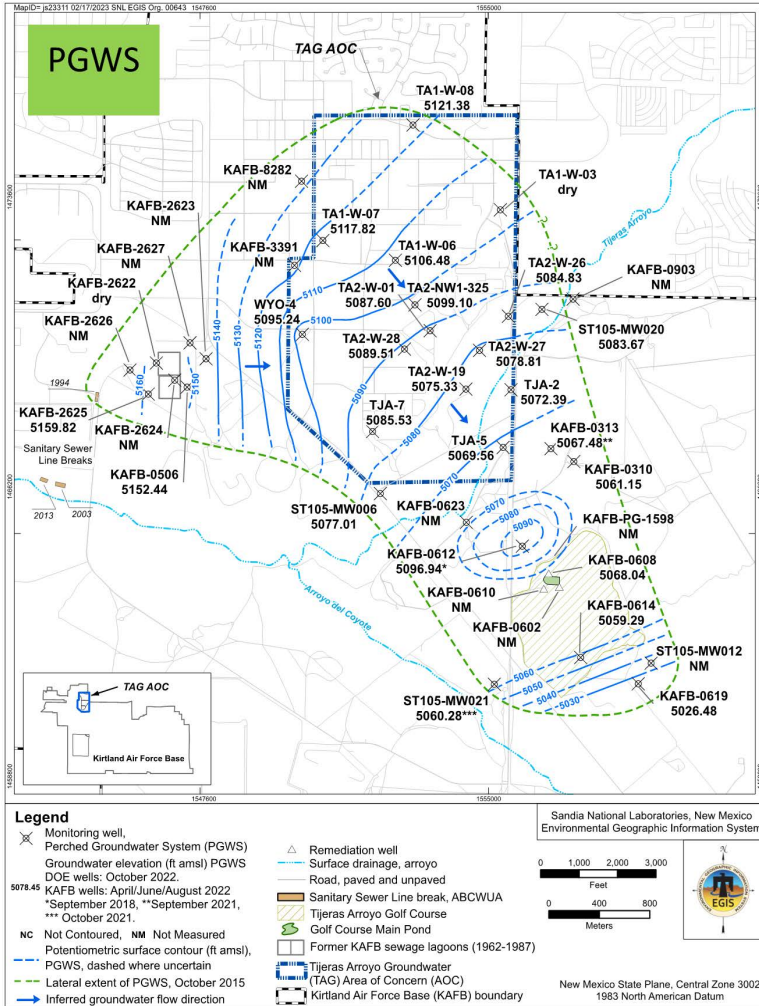 MapID= js23311 02/17/2023 SNL EGIS Org. 00643
1547600
1555000
PGWS
TAG AOC
TA1-W-08
5121.38
KAFB-8282
NM
1473600
1473600
TA1-W-03
dry
KAFB-2623
NM
TA1-W-07
5117.82
Tijeras Arroyo
KAFB-2627
NM
KAFB-3391
NM
TA1-W-06
5106.48
TA2-W-26
5084.83
KAFB-0903
NM
KAFB-2622
dry
TA2-W-01
5087.60
TA2-NW1-325
5099.10
5110
WYO-4
5095.24
5100
KAFB-2626
NM
5140
5130
5120
ST105-MW020
5083.67
TA2-W-28
5089.51
TA2-W-27
5078.81
5090
TA2-W-19
5075.33
TJA-2
5072.39
1994
5160
5150
KAFB-2625
5159.82
TJA-7
5085.53
5080
KAFB-0313
5067.48**
KAFB-2624
NM
TJA-5
5069.56
Sanitary Sewer
Line Breaks
KAFB-0310
5061.15
KAFB-0506
5152.44
5070
1466200
1466200
2013
2003
ST105-MW006
5077.01
KAFB-0623
NM
5070
5080
5090
KAFB-PG-1598
NM
KAFB-0612
5096.94*
KAFB-0608
5068.04
KAFB-0610
NM
KAFB-0614
5059.29
Arroyo del Coyote
KAFB-0602
NM
ST105-MW012
NM
5060
5050
5040
5030
KAFB-0619
5026.48
ST105-MW021
5060.28***
TAG AOC
Kirtland Air Force Base
1458800
1547600
1555000
Legend
Monitoring well,
Perched Groundwater System (PGWS)
Groundwater elevation (ft amsl) PGWS
DOE wells: October 2022.
5078.45 KAFB wells: April/June/August 2022
*September 2018, **September 2021,
*** October 2021.
NC Not Contoured, NM Not Measured
Potentiometric surface contour (ft amsl),
PGWS, dashed where uncertain
Lateral extent of PGWS, October 2015
Inferred groundwater flow direction
Remediation well
Surface drainage, arroyo
Road, paved and unpaved
Sanitary Sewer Line break, ABCWUA
Tijeras Arroyo Golf Course
Golf Course Main Pond
Former KAFB sewage lagoons (1962-1987)
Tijeras Arroyo Groundwater
(TAG) Area of Concern (AOC)
Kirtland Air Force Base (KAFB) boundary
Sandia National Laboratories, New Mexico
Environmental Geographic Information System
0 1,000 2,000 3,000
Feet
0 400 800
Meters
N
EGIS
New Mexico State Plane, Central Zone 3002
1983 North American Datum